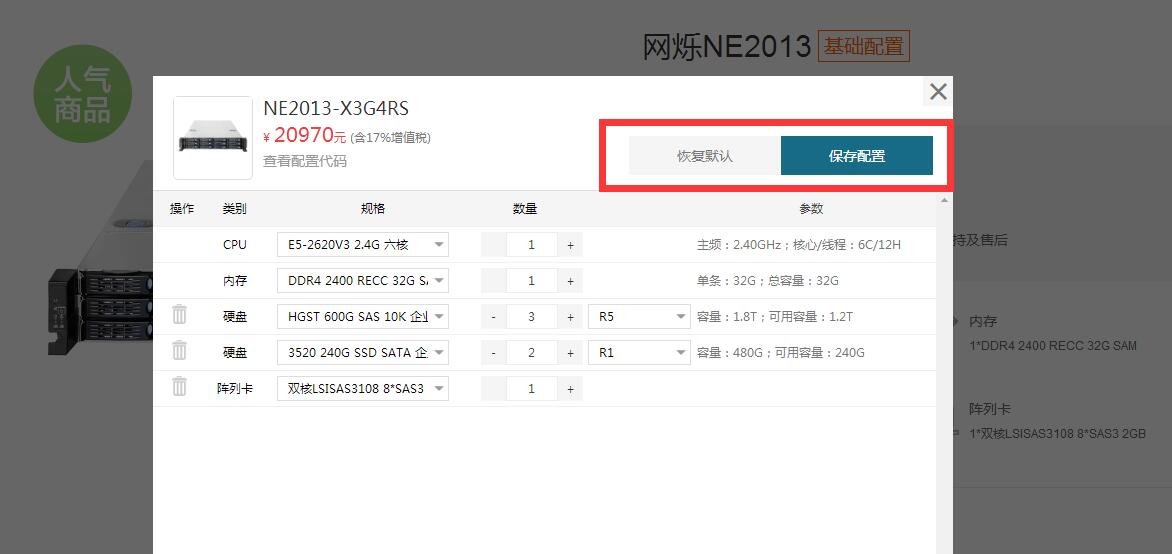 网烁NE2013 基础配置
人气
商品
NE2013-X3G4RS
¥ 20970元 (含17%增值税)
查看配置代码
恢复默认 保存配置
操作 类别 规格 数量 参数
CPU E5-2620V3 2.4G 六核 1 + 主频：2.40GHz；核心/线程：6C/12H
内存 DDR4 2400 RECC 32G SA 1 + 单条：32G；总容量：32G
硬盘 HGST 600G SAS 10K 企业 - 3 + R5 容量：1.8T；可用容量：1.2T
硬盘 3520 240G SSD SATA 企 - 2 + R1 容量：480G；可用容量：240G
阵列卡 双核LSISAS3108 8*SAS3 1 +
持及售后
内存
1*DDR4 2400 RECC 32G SAM
阵列卡
1*双核LSISAS3108 8*SAS3 2GB